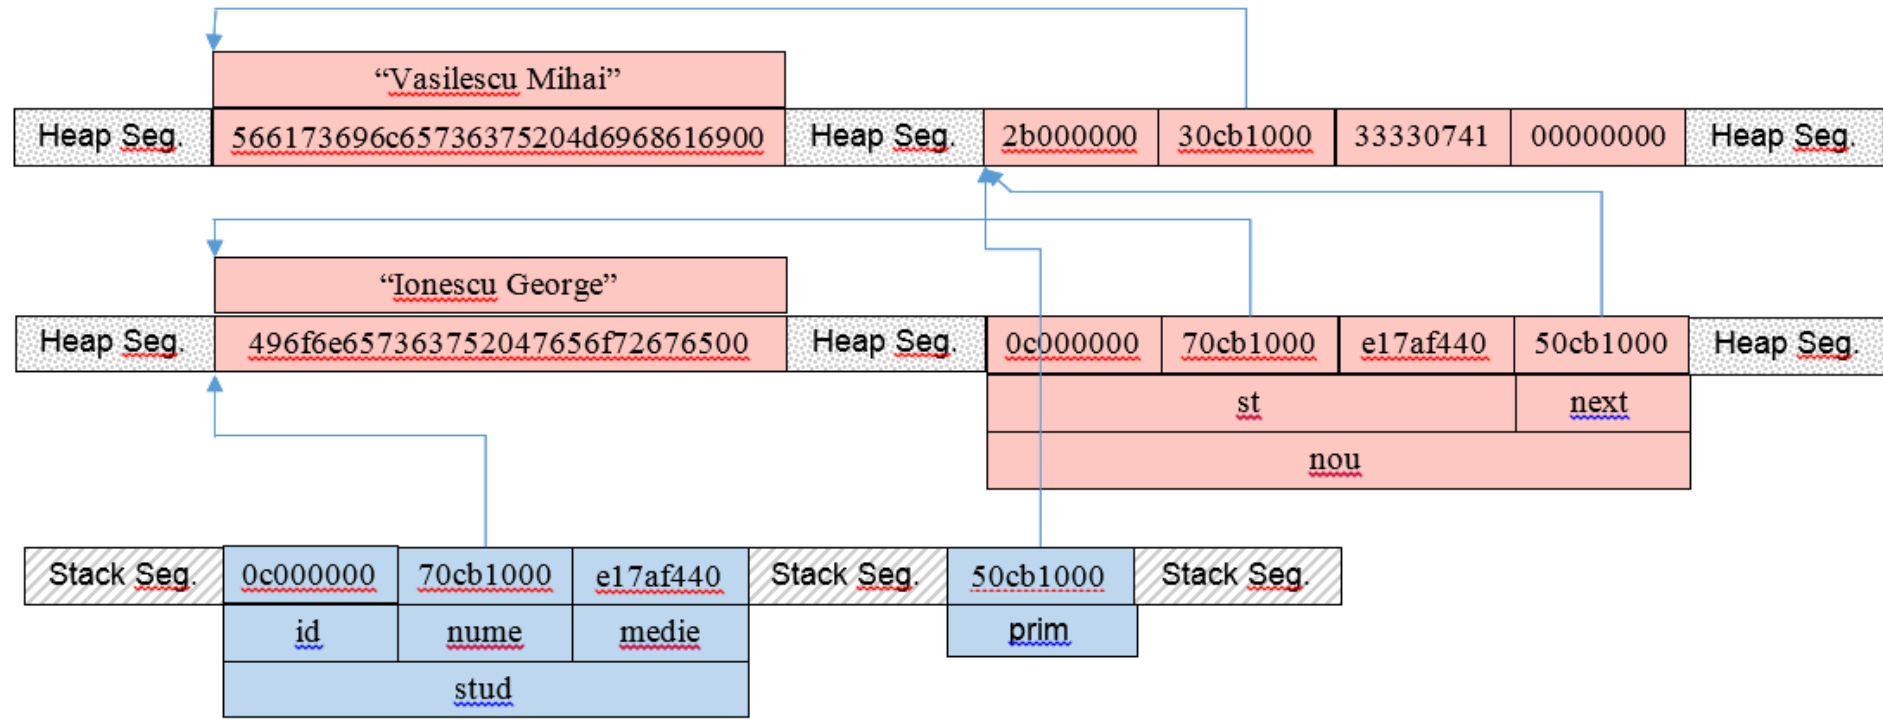 “Vasilescu Mihai”
Heap Seg. 566173696c65736375204d6968616900 Heap Seg. 2b000000 30cb1000 33330741 00000000 Heap Seg.
“Ionescu George”
Heap Seg. 496f6e657363752047656f72676500 Heap Seg. 0c000000 70cb1000 e17af440 50cb1000 Heap Seg.
st next
nou
Stack Seg. 0c000000 70cb1000 e17af440 Stack Seg. 50cb1000 Stack Seg.
id nume medie prim
stud